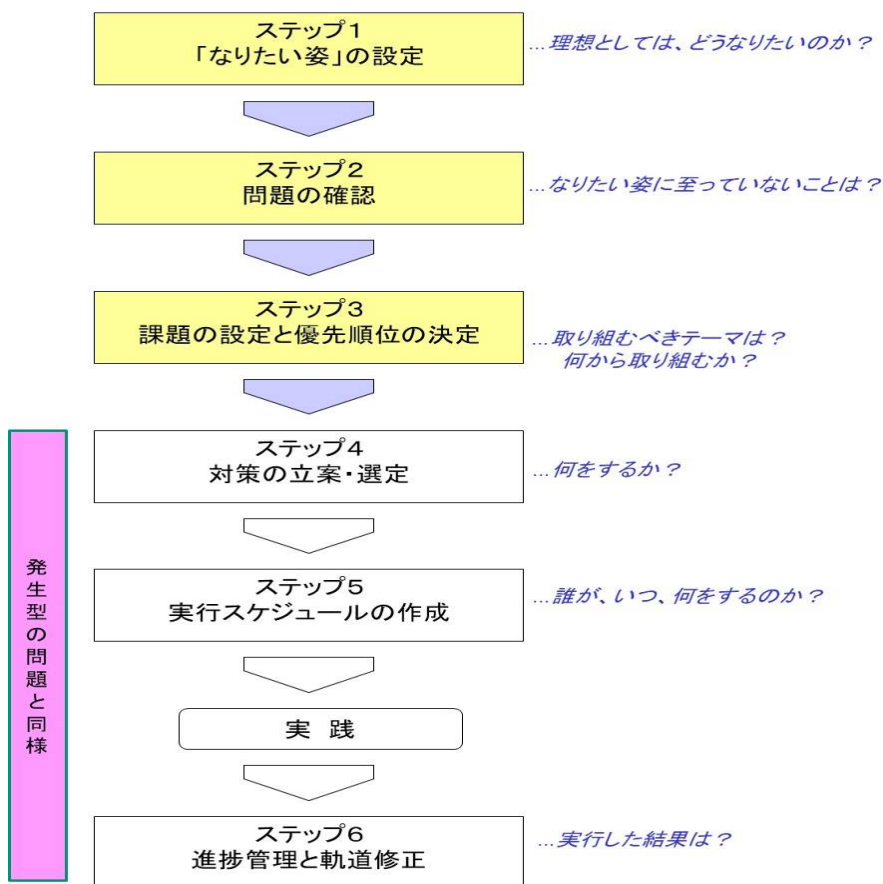 ステップ1
「なりたい姿」の設定
…理想としては、どうなりたいのか？
ステップ2
問題の確認
…なりたい姿に至っていないことは？
ステップ3
課題の設定と優先順位の決定
…取り組むべきテーマは？
何から取り組むか？
発生型の問題と同様
ステップ4
対策の立案・選定
…何をするか？
ステップ5
実行スケジュールの作成
…誰が、いつ、何をするのか？
実 践
ステップ6
進捗管理と軌道修正
…実行した結果は？